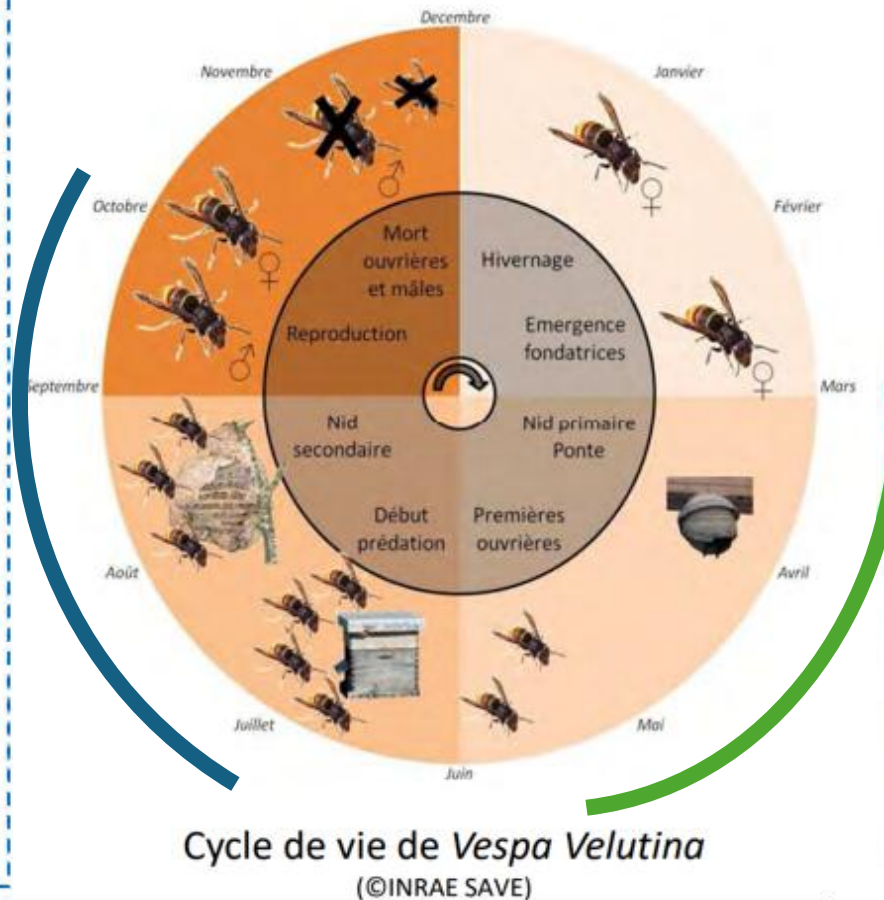 Decembre
Novembre
Janvier
Octobre
Février
Mort
ouvrières
et mâles
Hivernage
Reproduction
Emergence
fondatrices
Septembre
Mars
Nid
secondaire
Nid primaire
Ponte
Début
prédation
Premières
ouvrières
Août
Avril
Juillet
Mai
Juin
Cycle de vie de Vespa Velutina
(©INRAE SAVE)